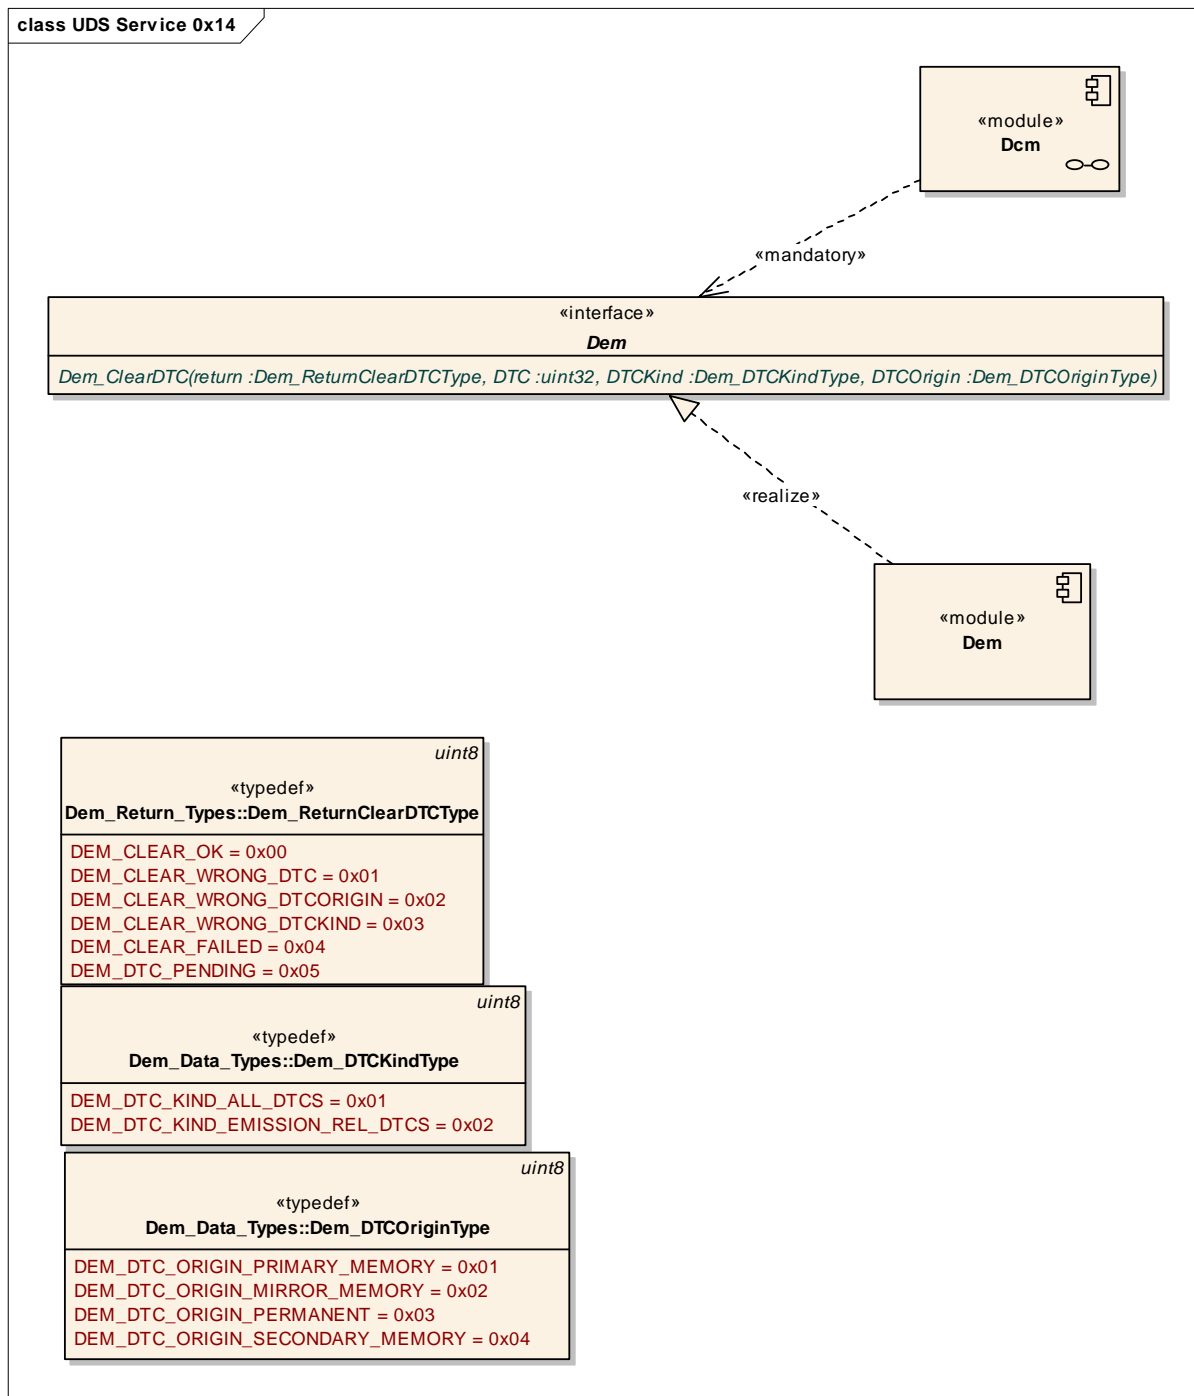 class UDS Service 0x14
«module»
Dcm
«mandatory»
«interface»
Dem
Dem_ClearDTC(return :Dem_ReturnClearDTCType, DTC :uint32, DTCKind :Dem_DTCKindType, DTCOrigin :Dem_DTCOriginType)
«realize»
«module»
Dem
uint8
«typedef»
Dem_Return_Types::Dem_ReturnClearDTCType
DEM_CLEAR_OK = 0x00
DEM_CLEAR_WRONG_DTC = 0x01
DEM_CLEAR_WRONG_DTCORIGIN = 0x02
DEM_CLEAR_WRONG_DTCKIND = 0x03
DEM_CLEAR_FAILED = 0x04
DEM_DTC_PENDING = 0x05
uint8
«typedef»
Dem_Data_Types::Dem_DTCKindType
DEM_DTC_KIND_ALL_DTCS = 0x01
DEM_DTC_KIND_EMISSION_REL_DTCS = 0x02
uint8
«typedef»
Dem_Data_Types::Dem_DTCOriginType
DEM_DTC_ORIGIN_PRIMARY_MEMORY = 0x01
DEM_DTC_ORIGIN_MIRROR_MEMORY = 0x02
DEM_DTC_ORIGIN_PERMANENT = 0x03
DEM_DTC_ORIGIN_SECONDARY_MEMORY = 0x04